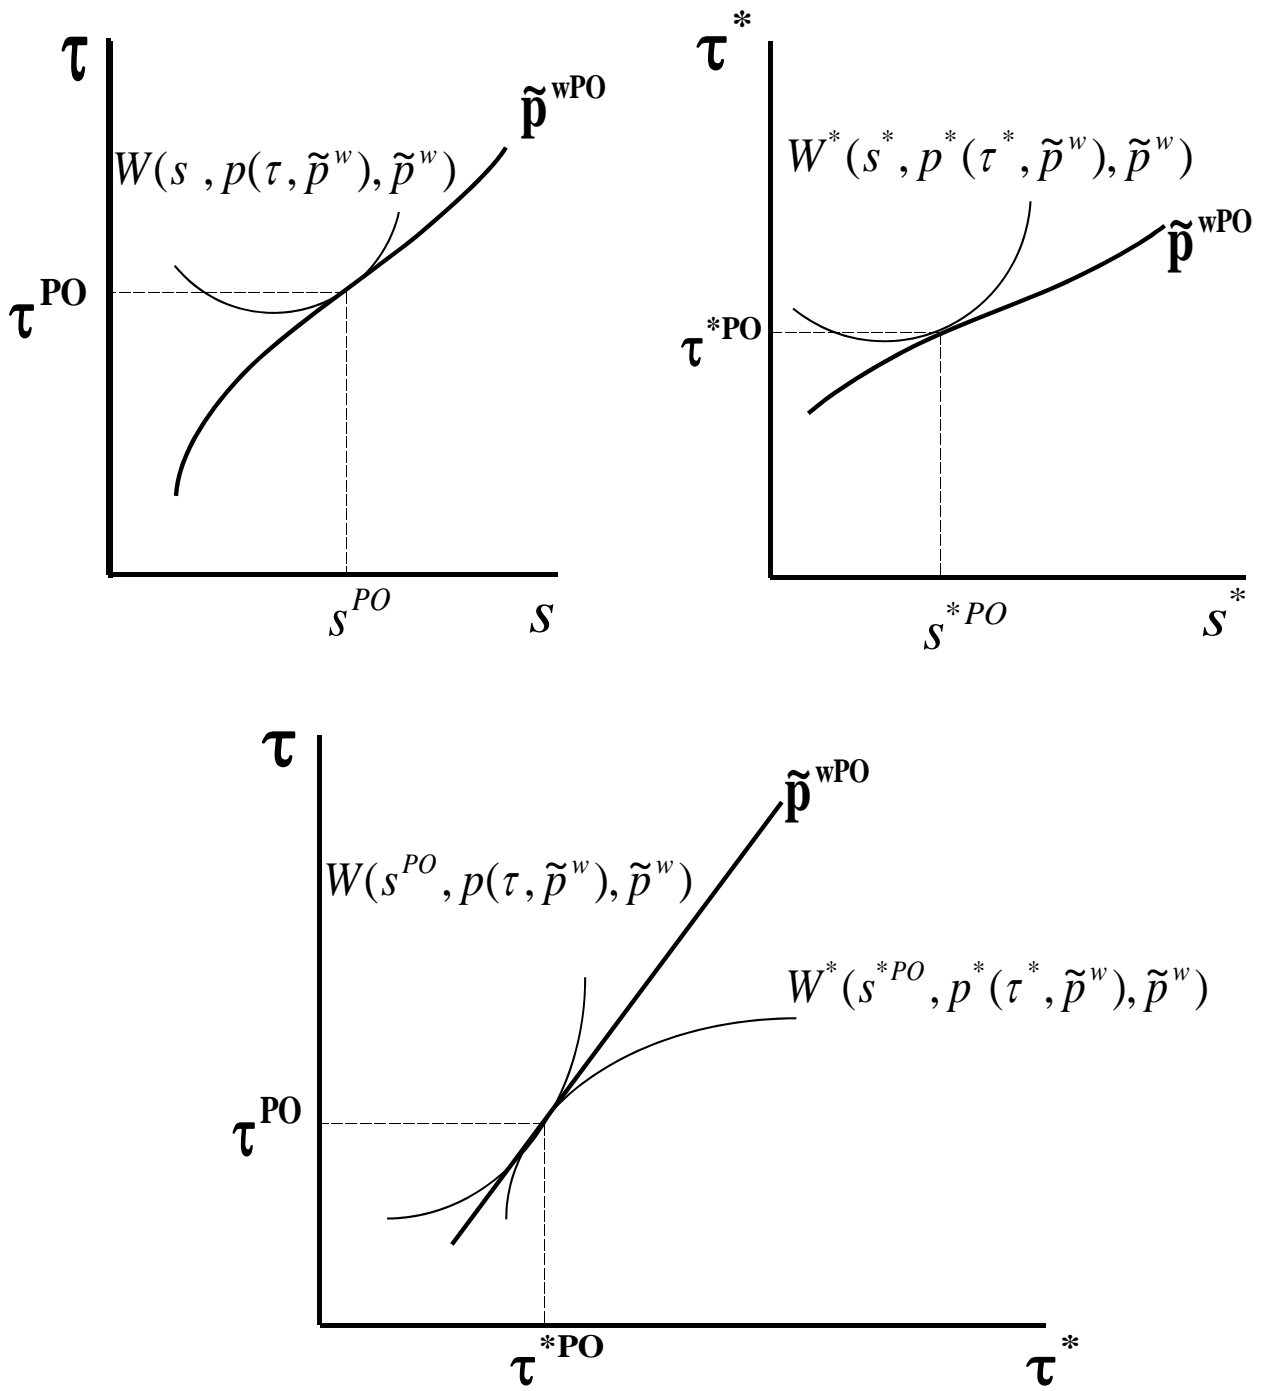 τ
p̃^wPO
W(s , p(τ, p̃^w), p̃^w)
τ^PO
s^PO
s
τ^*
W^*(s^*, p^*(τ^*, p̃^w), p̃^w)
p̃^wPO
τ^*PO
s^*PO
s^*
τ
p̃^wPO
W(s^PO, p(τ, p̃^w), p̃^w)
W^*(s^*PO, p^*(τ^*, p̃^w), p̃^w)
τ^PO
τ^*PO
τ^*